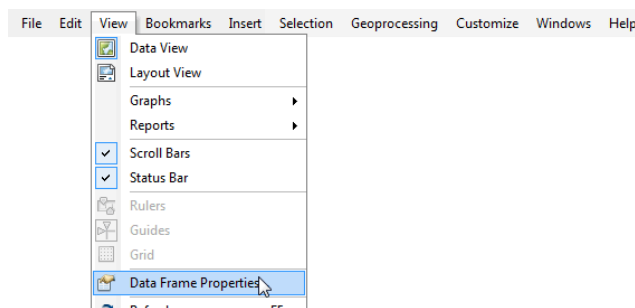 File Edit View Bookmarks Insert Selection Geoprocessing Customize Windows Help
Data View
Layout View
Graphs
Reports
Scroll Bars
Status Bar
Rulers
Guides
Grid
Data Frame Properties